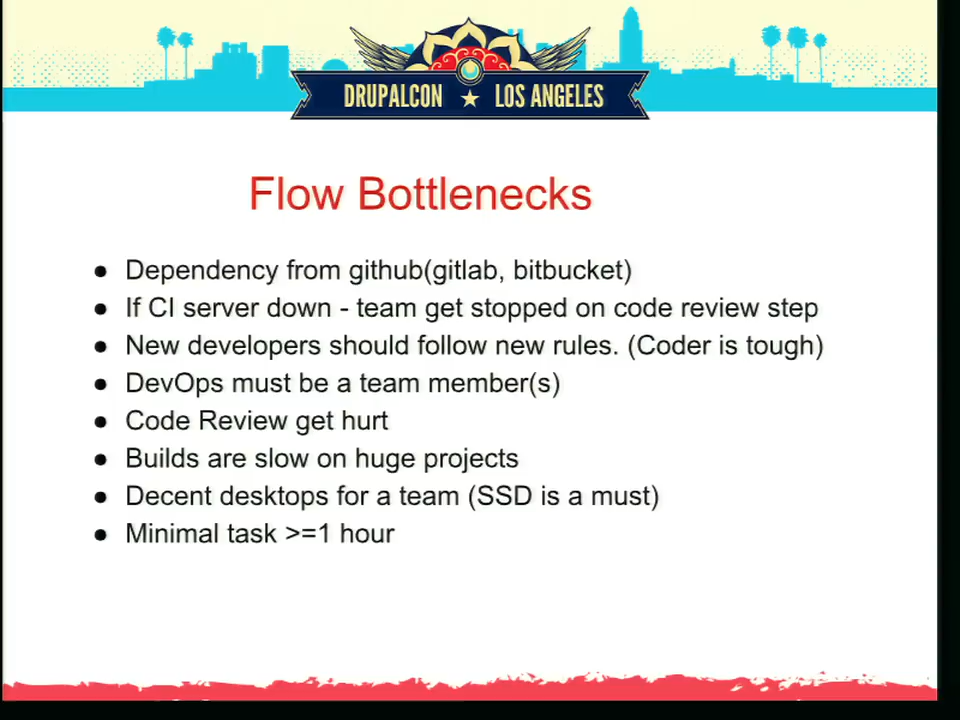 DRUPALCON ★ LOS ANGELES
Flow Bottlenecks
● Dependency from github(gitlab, bitbucket)
● If CI server down - team get stopped on code review step
● New developers should follow new rules. (Coder is tough)
● DevOps must be a team member(s)
● Code Review get hurt
● Builds are slow on huge projects
● Decent desktops for a team (SSD is a must)
● Minimal task >=1 hour